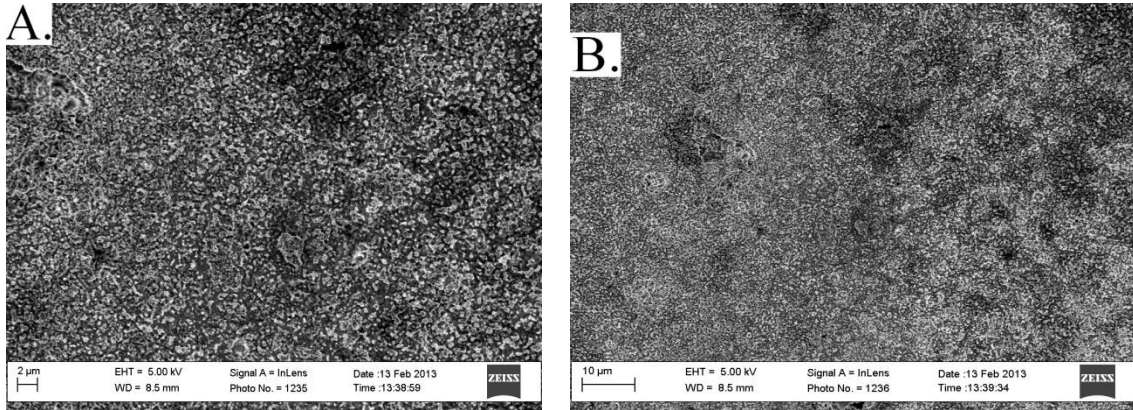 A.
2 µm
EHT = 5.00 kV
WD = 8.5 mm
Signal A = InLens
Photo No. = 1235
Date :13 Feb 2013
Time :13:38:59
ZEISS
B.
10 µm
EHT = 5.00 kV
WD = 8.5 mm
Signal A = InLens
Photo No. = 1236
Date :13 Feb 2013
Time :13:39:34
ZEISS